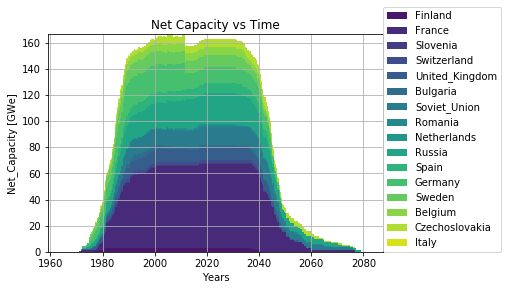 Net Capacity vs Time
Net_Capacity [GWe]
160
140
120
100
80
60
40
20
0
1960
1980
2000
2020
2040
2060
2080
Years
Finland
France
Slovenia
Switzerland
United_Kingdom
Bulgaria
Soviet_Union
Romania
Netherlands
Russia
Spain
Germany
Sweden
Belgium
Czechoslovakia
Italy